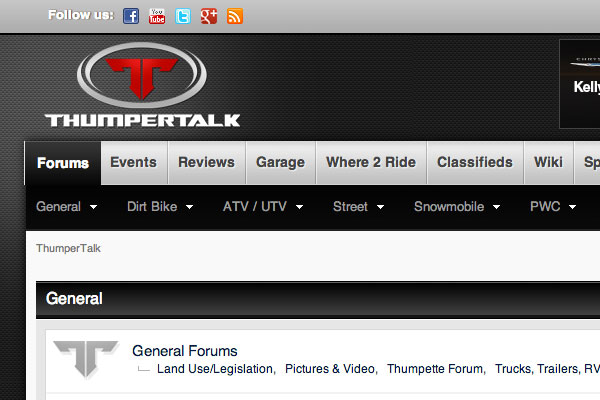 Follow us: You Tube
CHRYS
THUMPERTALK
Kelly
Forums Events Reviews Garage Where 2 Ride Classifieds Wiki Sp
General Dirt Bike ATV / UTV Street Snowmobile PWC
ThumperTalk
General
General Forums
Land Use/Legislation, Pictures & Video, Thumpette Forum, Trucks, Trailers, RV